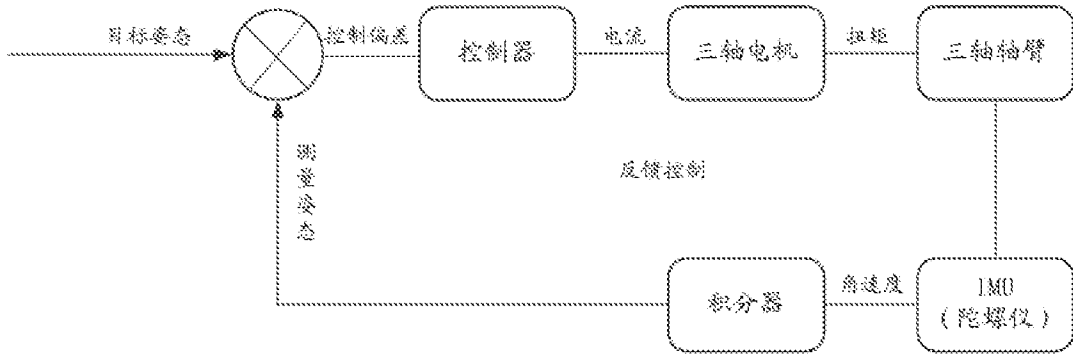 目标姿态
控制偏差
控制器
电流
三轴电机
扭矩
三轴轴臂
测量姿态
反馈控制
积分器
角速度
IMU
（陀螺仪）